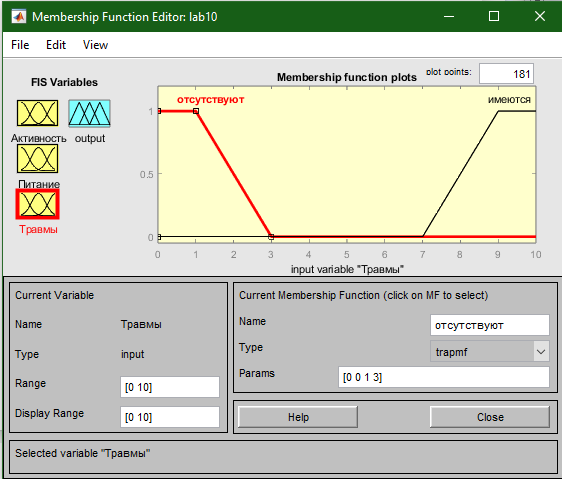 Membership Function Editor: lab10
File Edit View
FIS Variables
Активность
output
Питание
Травмы
Membership function plots
plot points:
181
отсутствуют
имеются
1
0.5
0
0 1 2 3 4 5 6 7 8 9 10
input variable "Травмы"
Current Variable
Name Травмы
Type input
Range [0 10]
Display Range [0 10]
Current Membership Function (click on MF to select)
Name отсутствуют
Type trapmf
Params [0 0 1 3]
Help Close
Selected variable "Травмы"